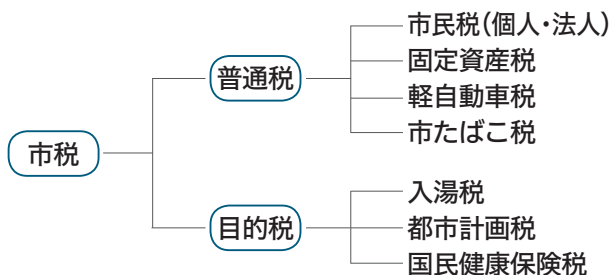 市税
普通税
市民税(個人・法人)
固定資産税
軽自動車税
市たばこ税
目的税
入湯税
都市計画税
国民健康保険税